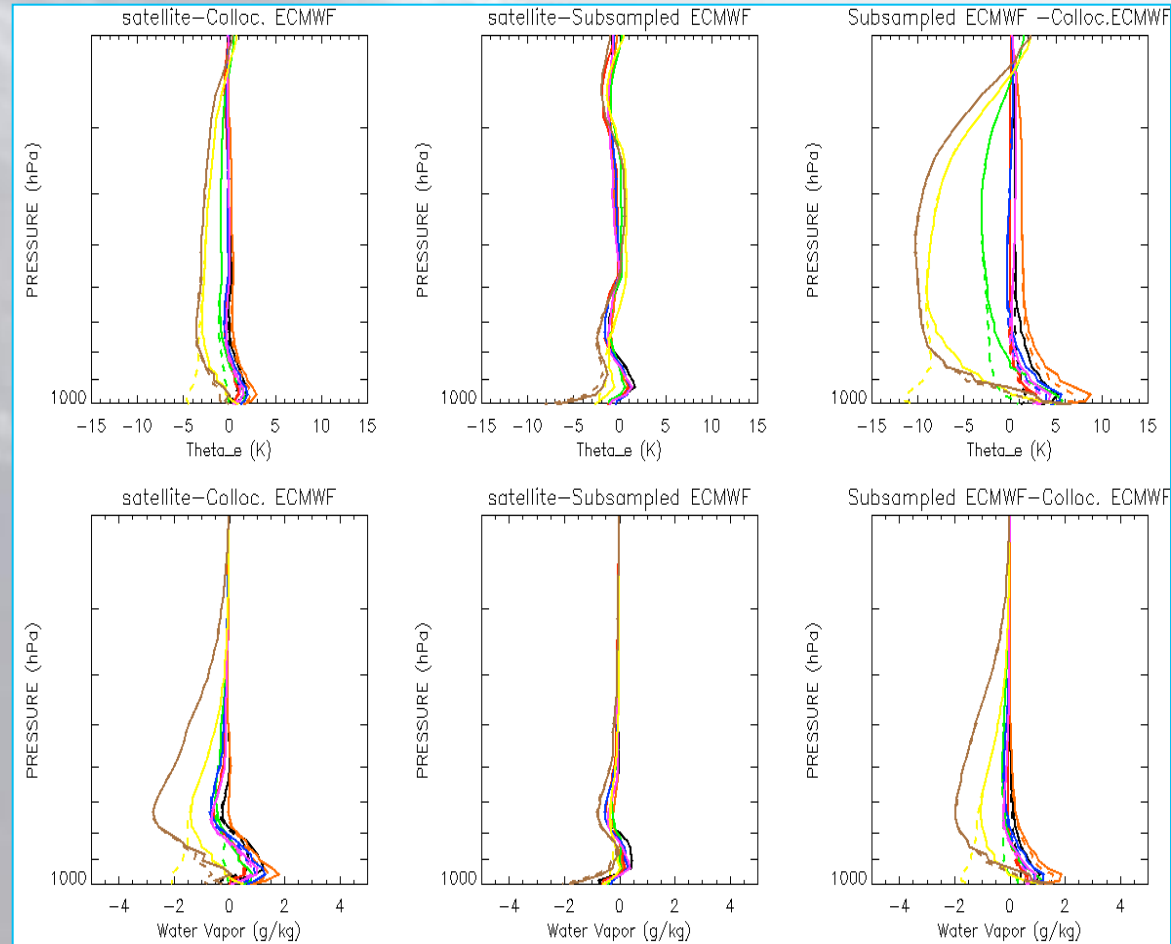 satellite-Colloc. ECMWF
satellite-Subsampled ECMWF
Subsampled ECMWF -Colloc.ECMWF
PRESSURE (hPa)
PRESSURE (hPa)
PRESSURE (hPa)
1000
1000
1000
-15 -10 -5 0 5 10 15
-15 -10 -5 0 5 10 15
-15 -10 -5 0 5 10 15
Theta_e (K)
Theta_e (K)
Theta_e (K)
satellite-Colloc. ECMWF
satellite-Subsampled ECMWF
Subsampled ECMWF-Colloc. ECMWF
PRESSURE (hPa)
PRESSURE (hPa)
PRESSURE (hPa)
1000
1000
1000
-4 -2 0 2 4
-4 -2 0 2 4
-4 -2 0 2 4
Water Vapor (g/kg)
Water Vapor (g/kg)
Water Vapor (g/kg)